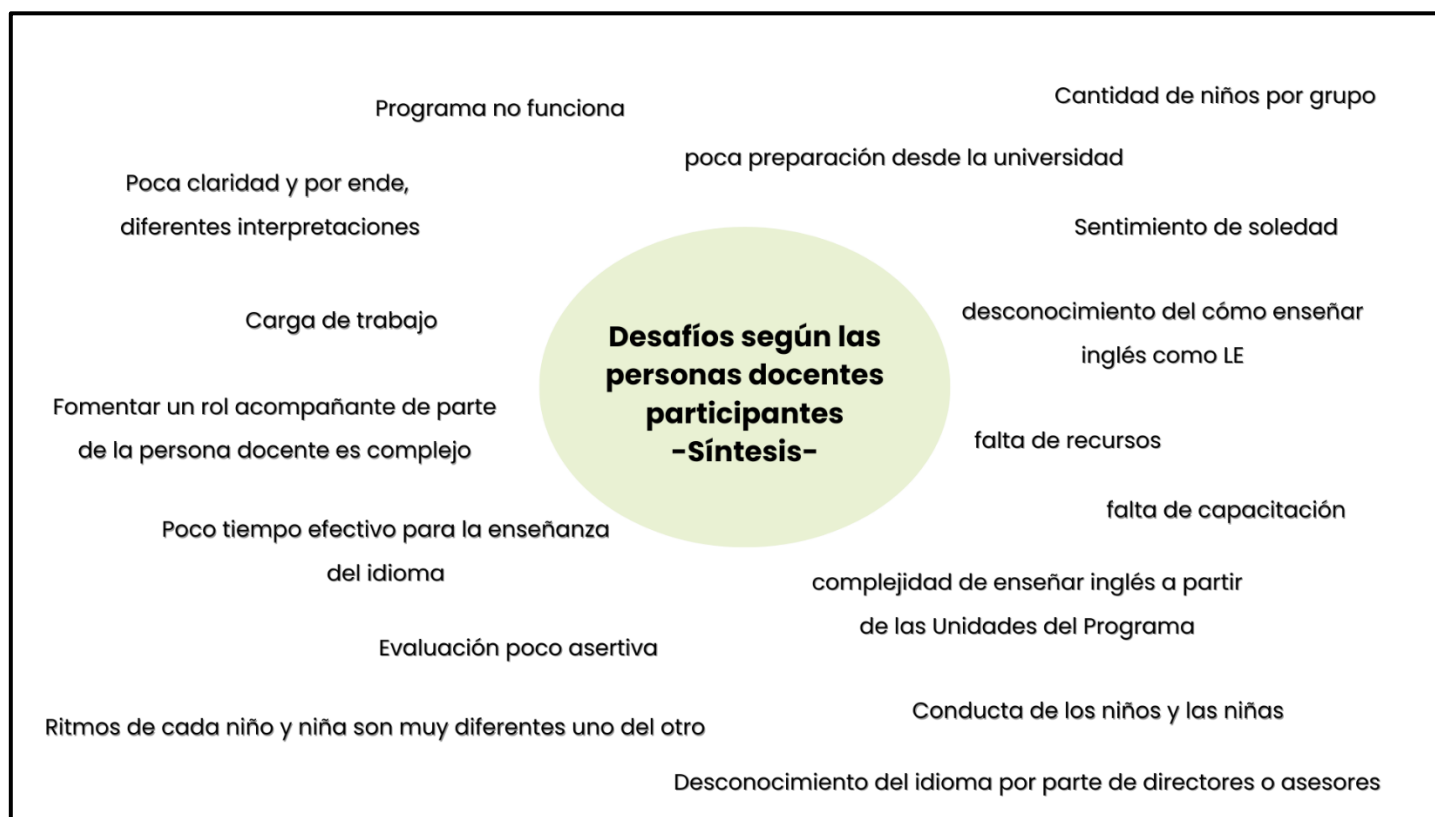 Programa no funciona
Cantidad de niños por grupo
poca preparación desde la universidad
Poca claridad y por ende,
diferentes interpretaciones
Sentimiento de soledad
Carga de trabajo
desconocimiento del cómo enseñar
inglés como LE
Desafíos según las
personas docentes
participantes
-Síntesis-
Fomentar un rol acompañante de parte
de la persona docente es complejo
falta de recursos
falta de capacitación
Poco tiempo efectivo para la enseñanza
del idioma
complejidad de enseñar inglés a partir
de las Unidades del Programa
Evaluación poco asertiva
Conducta de los niños y las niñas
Ritmos de cada niño y niña son muy diferentes uno del otro
Desconocimiento del idioma por parte de directores o asesores